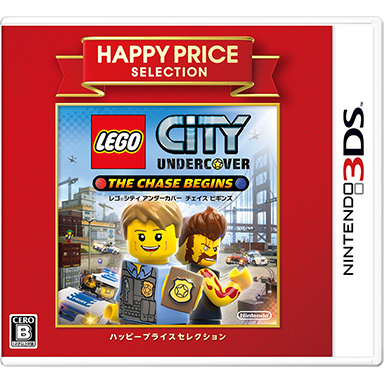 HAPPY PRICE
SELECTION
LEGO
CITY
UNDERCOVER
THE CHASE BEGINS
レゴ®シティ アンダーカバー チェイス ビギンズ
Nintendo
CERO
B
ハッピープライスセレクション
NINTENDO3DS